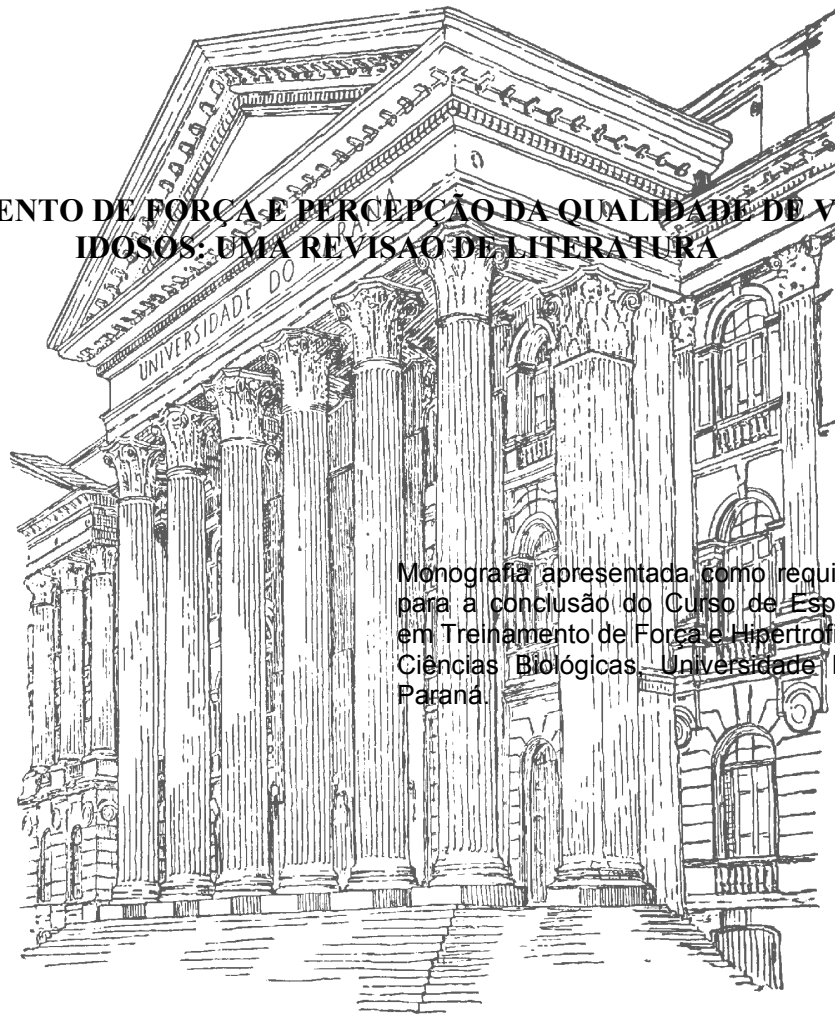 ENTO DE FORÇA E PERCEPÇÃO DA QUALIDADE DE V
IDOSOS: UMA REVISÃO DE LITERATURA
UNIVERSIDADE DO
Monografia apresentada como requi
para a conclusão do Curso de Esp
em Treinamento de Força e Hipertrofi
Ciências Biológicas, Universidade
Paraná.